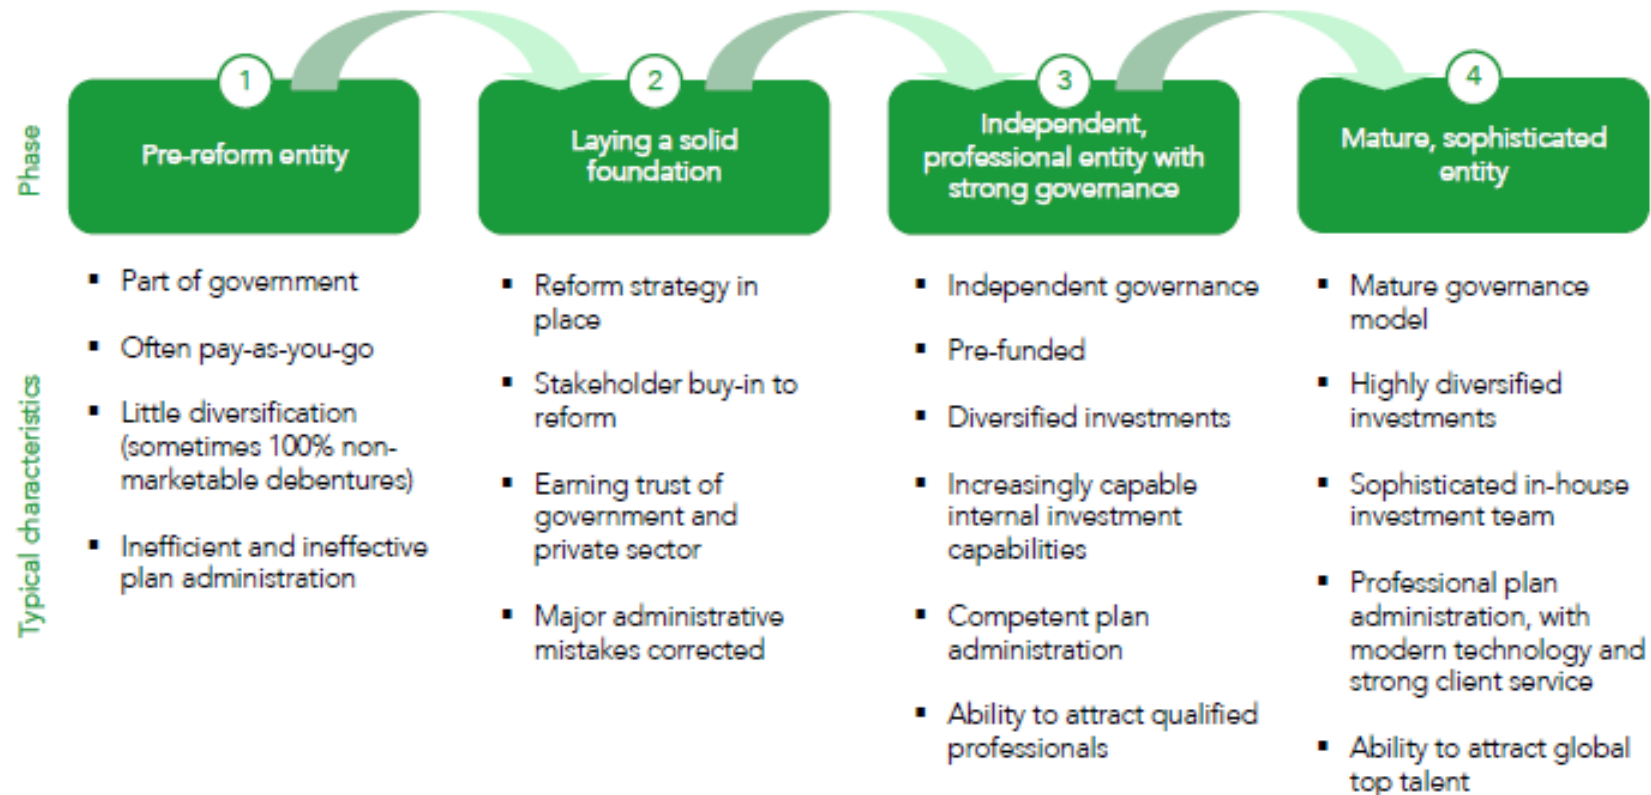 Phase
1
Pre-reform entity
2
Laying a solid
foundation
3
Independent,
professional entity with
strong governance
4
Mature, sophisticated
entity
Typical characteristics
▪ Part of government
▪ Often pay-as-you-go
▪ Little diversification
(sometimes 100% non-
marketable debentures)
▪ Inefficient and ineffective
plan administration
▪ Reform strategy in
place
▪ Stakeholder buy-in to
reform
▪ Earning trust of
government and
private sector
▪ Major administrative
mistakes corrected
▪ Independent governance
▪ Pre-funded
▪ Diversified investments
▪ Increasingly capable
internal investment
capabilities
▪ Competent plan
administration
▪ Ability to attract qualified
professionals
▪ Mature governance
model
▪ Highly diversified
investments
▪ Sophisticated in-house
investment team
▪ Professional plan
administration, with
modern technology and
strong client service
▪ Ability to attract global
top talent